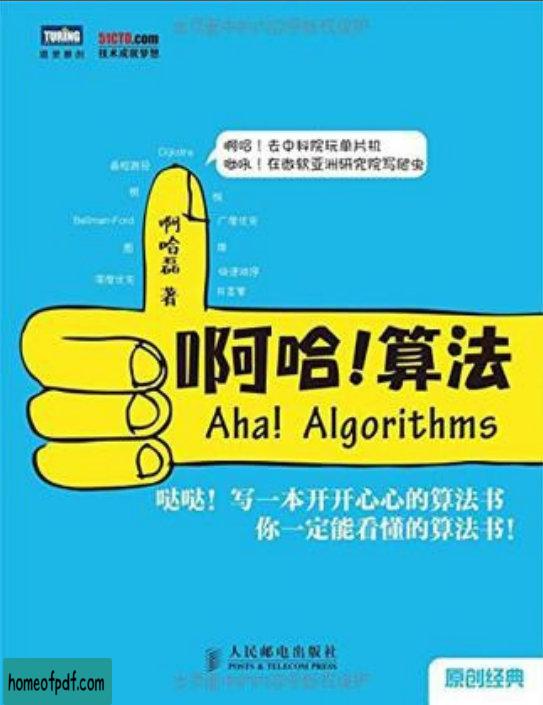 TURING
图灵原创
51CTO.com
技术成就梦想
啊哈！去中科院玩单片机
咻吼！在微软亚洲研究院写爬虫
Dijkstra
最短路径
树
栈
Bellman-Ford
广度优先
图
堆
深度优先
快速排序
并查集
啊哈磊 著
啊哈!算法
Aha! Algorithms
哒哒！写一本开开心心的算法书
你一定能看懂的算法书！
人民邮电出版社
POSTS & TELECOM PRESS
原创经典
homeofpdf.com